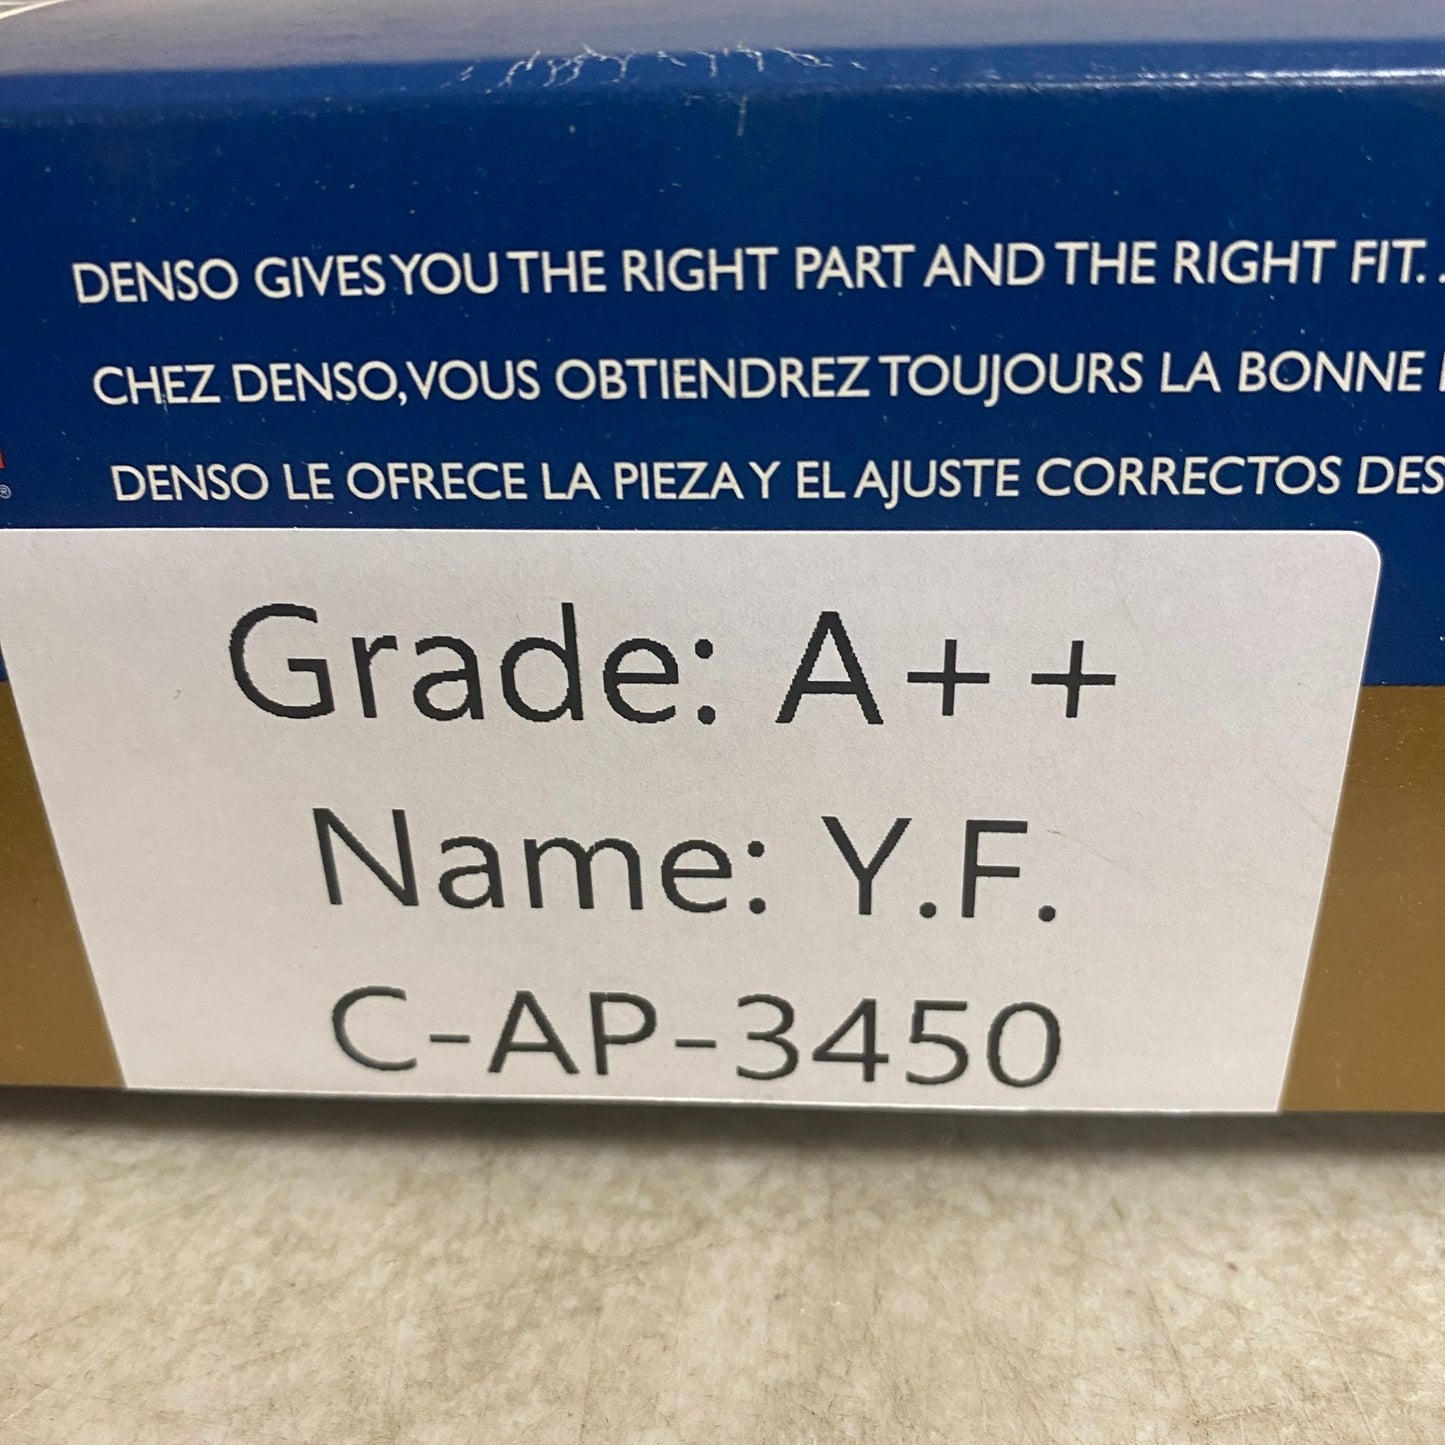 DENSO GIVES YOU THE RIGHT PART AND THE RIGHT FIT. .
CHEZ DENSO, VOUS OBTIENDREZ TOUJOURS LA BONNE
DENSO LE OFRECE LA PIEZA Y EL AJUSTE CORRECTOS DES
®
Grade: A++
Name: Y.F.
C-AP-3450